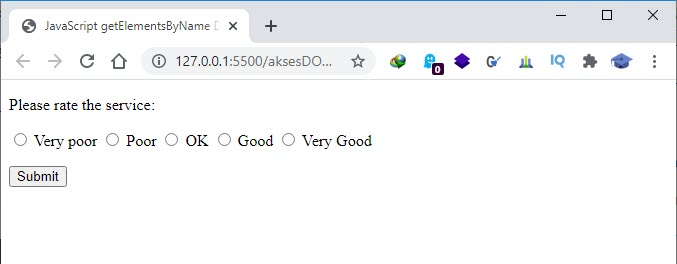 JavaScript getElementsByName D
127.0.0.1:5500/aksesDO...
0
G
IQ
Please rate the service:
Very poor Poor OK Good Very Good
Submit